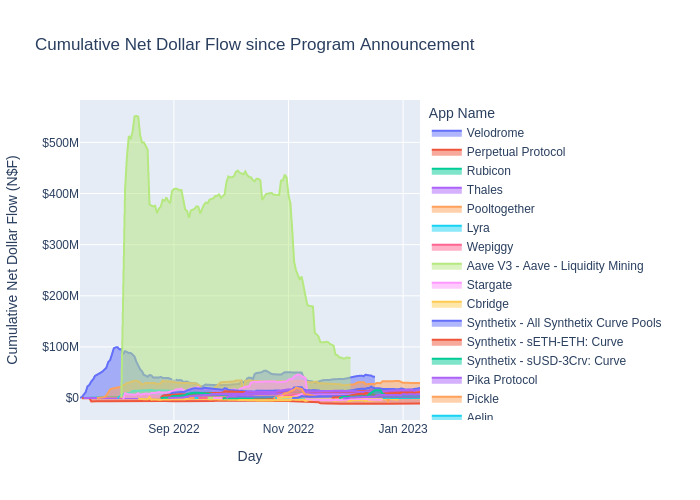 Cumulative Net Dollar Flow since Program Announcement
App Name
Velodrome
Perpetual Protocol
Rubicon
Thales
Pooltogether
Lyra
Wepiggy
Aave V3 - Aave - Liquidity Mining
Stargate
Cbridge
Synthetix - All Synthetix Curve Pools
Synthetix - sETH-ETH: Curve
Synthetix - sUSD-3Crv: Curve
Pika Protocol
Pickle
Aelin
Cumulative Net Dollar Flow (N$F)
$500M
$400M
$300M
$200M
$100M
$0
Sep 2022
Nov 2022
Jan 2023
Day